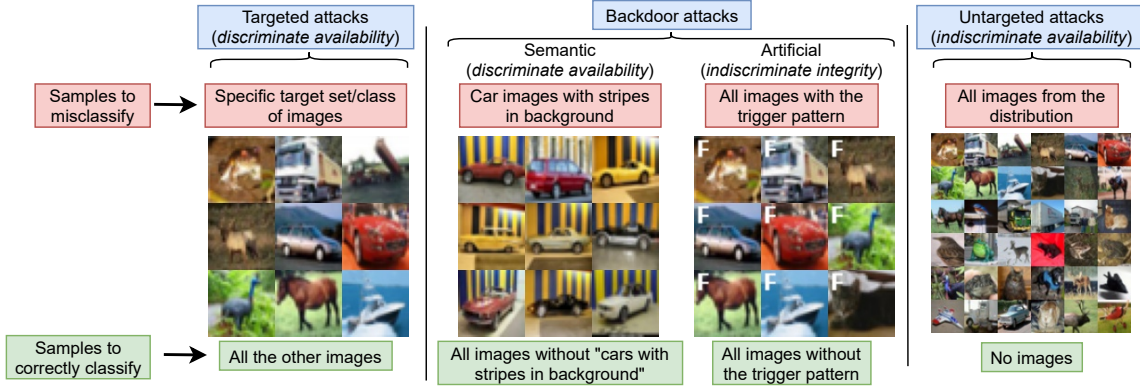 Targeted attacks
(discriminate availability)
Backdoor attacks
Untargeted attacks
(indiscriminate availability)
Semantic
(discriminate availability)
Artificial
(indiscriminate integrity)
Samples to
misclassify
Specific target set/class
of images
Car images with stripes
in background
All images with the
trigger pattern
All images from the
distribution
F
F
F
F
F
F
F
F
F
Samples to
correctly classify
All the other images
All images without "cars with
stripes in background"
All images without
the trigger pattern
No images